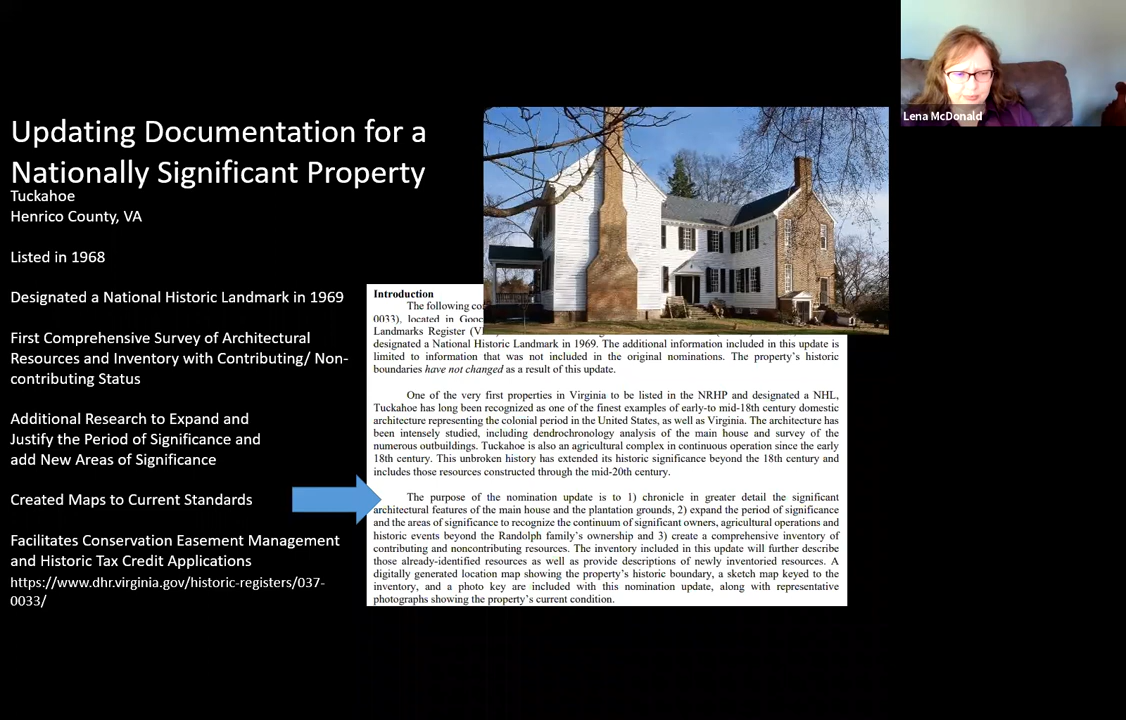 Lena McDonald
Updating Documentation for a
Nationally Significant Property
Tuckahoe
Henrico County, VA
Listed in 1968
Designated a National Historic Landmark in 1969
First Comprehensive Survey of Architectural
Resources and Inventory with Contributing/ Non-
contributing Status
Additional Research to Expand and
Justify the Period of Significance and
add New Areas of Significance
Created Maps to Current Standards
Facilitates Conservation Easement Management
and Historic Tax Credit Applications
https://www.dhr.virginia.gov/historic-registers/037-
0033/
Introduction
The following
0033), located in
Landmarks Register
designated a National Historic Landmark in 1969. The additional information included in this update is
limited to information that was not included in the original nominations. The property's historic
boundaries have not changed as a result of this update.
One of the very first properties in Virginia to be listed in the NRHP and designated a NHL,
Tuckahoe has long been recognized as one of the finest examples of early-to mid-18th century domestic
architecture representing the colonial period in the United States, as well as Virginia. The architecture has
been intensely studied, including dendrochronology analysis of the main house and survey of the
numerous outbuildings. Tuckahoe is also an agricultural complex in continuous operation since the early
18th century. This unbroken history has extended its historic significance beyond the 18th century and
includes those resources constructed through the mid-20th century.
The purpose of the nomination update is to 1) chronicle in greater detail the significant
architectural features of the main house and the plantation grounds, 2) expand the period of significance
and the areas of significance to recognize the continuum of significant owners, agricultural operations and
historic events beyond the Randolph family's ownership and 3) create a comprehensive inventory of
contributing and noncontributing resources. The inventory included in this update will further describe
those already-identified resources as well as provide descriptions of newly inventoried resources. A
digitally generated location map showing the property's historic boundary, a sketch map keyed to the
inventory, and a photo key are included with this nomination update, along with representative
photographs showing the property's current condition.